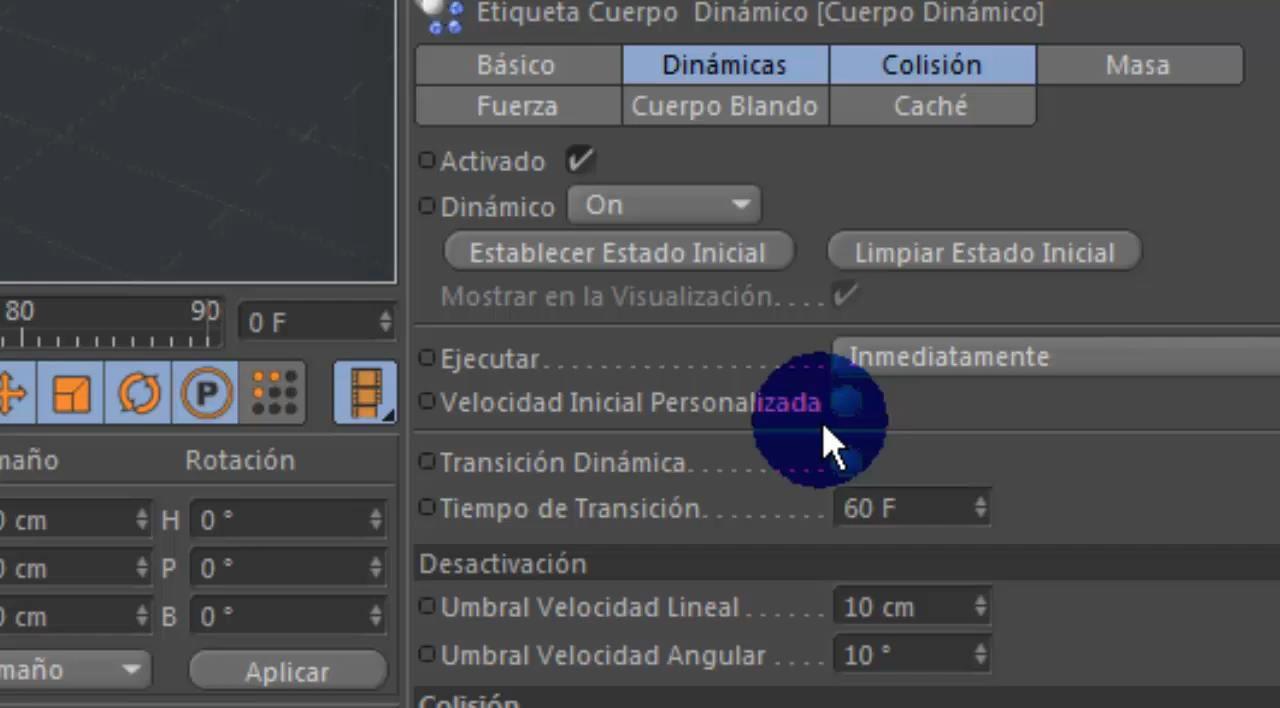 Etiqueta Cuerpo Dinámico [Cuerpo Dinámico]
Básico Dinámicas Colisión Masa
Fuerza Cuerpo Blando Caché
Activado
Dinámico On
Establecer Estado Inicial Limpiar Estado Inicial
Mostrar en la Visualización....
80 90 0 F
Ejecutar Inmediatamente
P
Velocidad Inicial Personalizada
maño Rotación
Transición Dinámica
0 cm H 0 °
Tiempo de Transición 60 F
0 cm P 0 °
Desactivación
0 cm B 0 °
Umbral Velocidad Lineal 10 cm
maño Aplicar
Umbral Velocidad Angular 10 °
Colisión